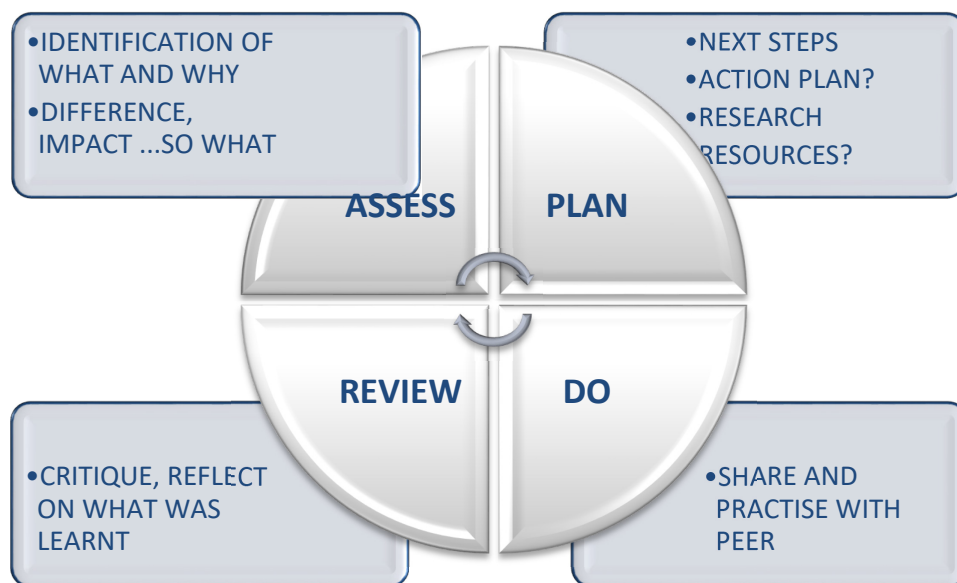 •IDENTIFICATION OF
WHAT AND WHY
•DIFFERENCE,
IMPACT ...SO WHAT
•NEXT STEPS
•ACTION PLAN?
•RESEARCH
RESOURCES?
ASSESS
PLAN
REVIEW
DO
•CRITIQUE, REFLECT
ON WHAT WAS
LEARNT
•SHARE AND
PRACTISE WITH
PEER